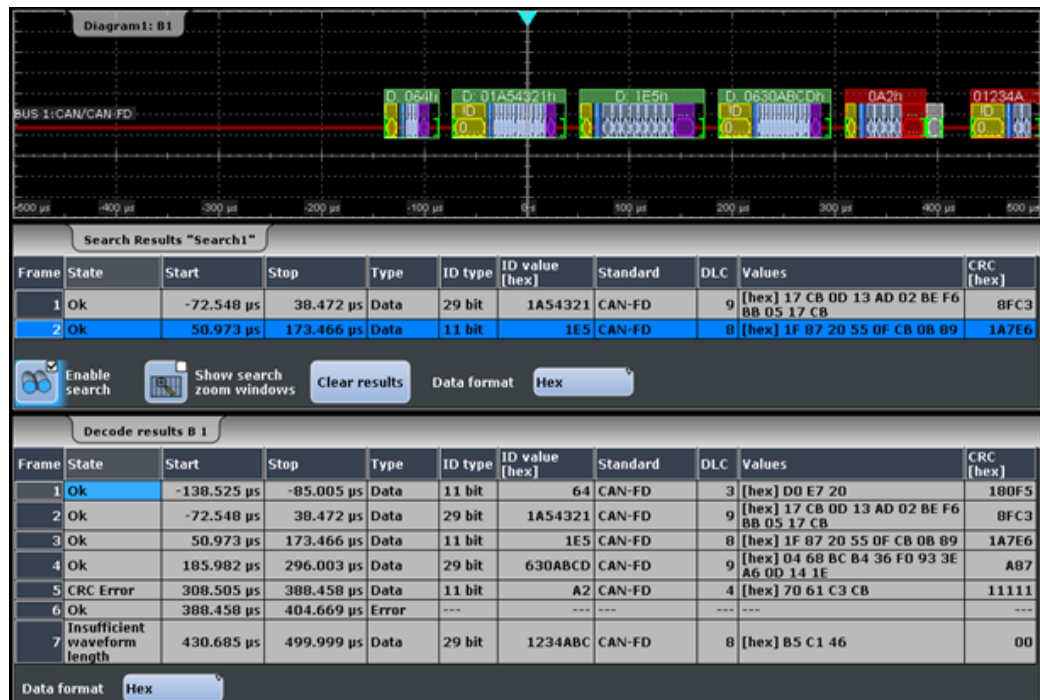 Diagram1: B1
D: 064h D: 01A54321h D: 1E5h D: 0630ABCDh 0A2h 01234A...
ID ID ID
BUS 1:CAN/CAN-FD
-500 µs -400 µs -300 µs -200 µs -100 µs 0 s 100 µs 200 µs 300 µs 400 µs 500 µs
Search Results "Search1"
Frame State Start Stop Type ID type ID value [hex] Standard DLC Values CRC [hex]
1 Ok -72.548 µs 38.472 µs Data 29 bit 1A54321 CAN-FD 9 [hex] 17 CB 0D 13 AD 02 BE F6 BB 05 17 CB 8FC3
2 Ok 50.973 µs 173.466 µs Data 11 bit 1E5 CAN-FD 8 [hex] 1F 87 20 55 0F CB 0B 89 1A7E6
Enable search Show search zoom windows Clear results Data format Hex
Decode results B 1
Frame State Start Stop Type ID type ID value [hex] Standard DLC Values CRC [hex]
1 Ok -138.525 µs -85.005 µs Data 11 bit 64 CAN-FD 3 [hex] D0 E7 20 180F5
2 Ok -72.548 µs 38.472 µs Data 29 bit 1A54321 CAN-FD 9 [hex] 17 CB 0D 13 AD 02 BE F6 BB 05 17 CB 8FC3
3 Ok 50.973 µs 173.466 µs Data 11 bit 1E5 CAN-FD 8 [hex] 1F 87 20 55 0F CB 0B 89 1A7E6
4 Ok 185.982 µs 296.003 µs Data 29 bit 630ABCD CAN-FD 9 [hex] 04 68 BC B4 36 F0 93 3E A6 0D 14 1E A87
5 CRC Error 308.505 µs 388.458 µs Data 11 bit A2 CAN-FD 4 [hex] 70 61 C3 CB 11111
6 Ok 388.458 µs 404.669 µs Error --- --- --- --- --- ---
7 Insufficient waveform length 430.685 µs 499.999 µs Data 29 bit 1234ABC CAN-FD 8 [hex] B5 C1 46 00
Data format Hex